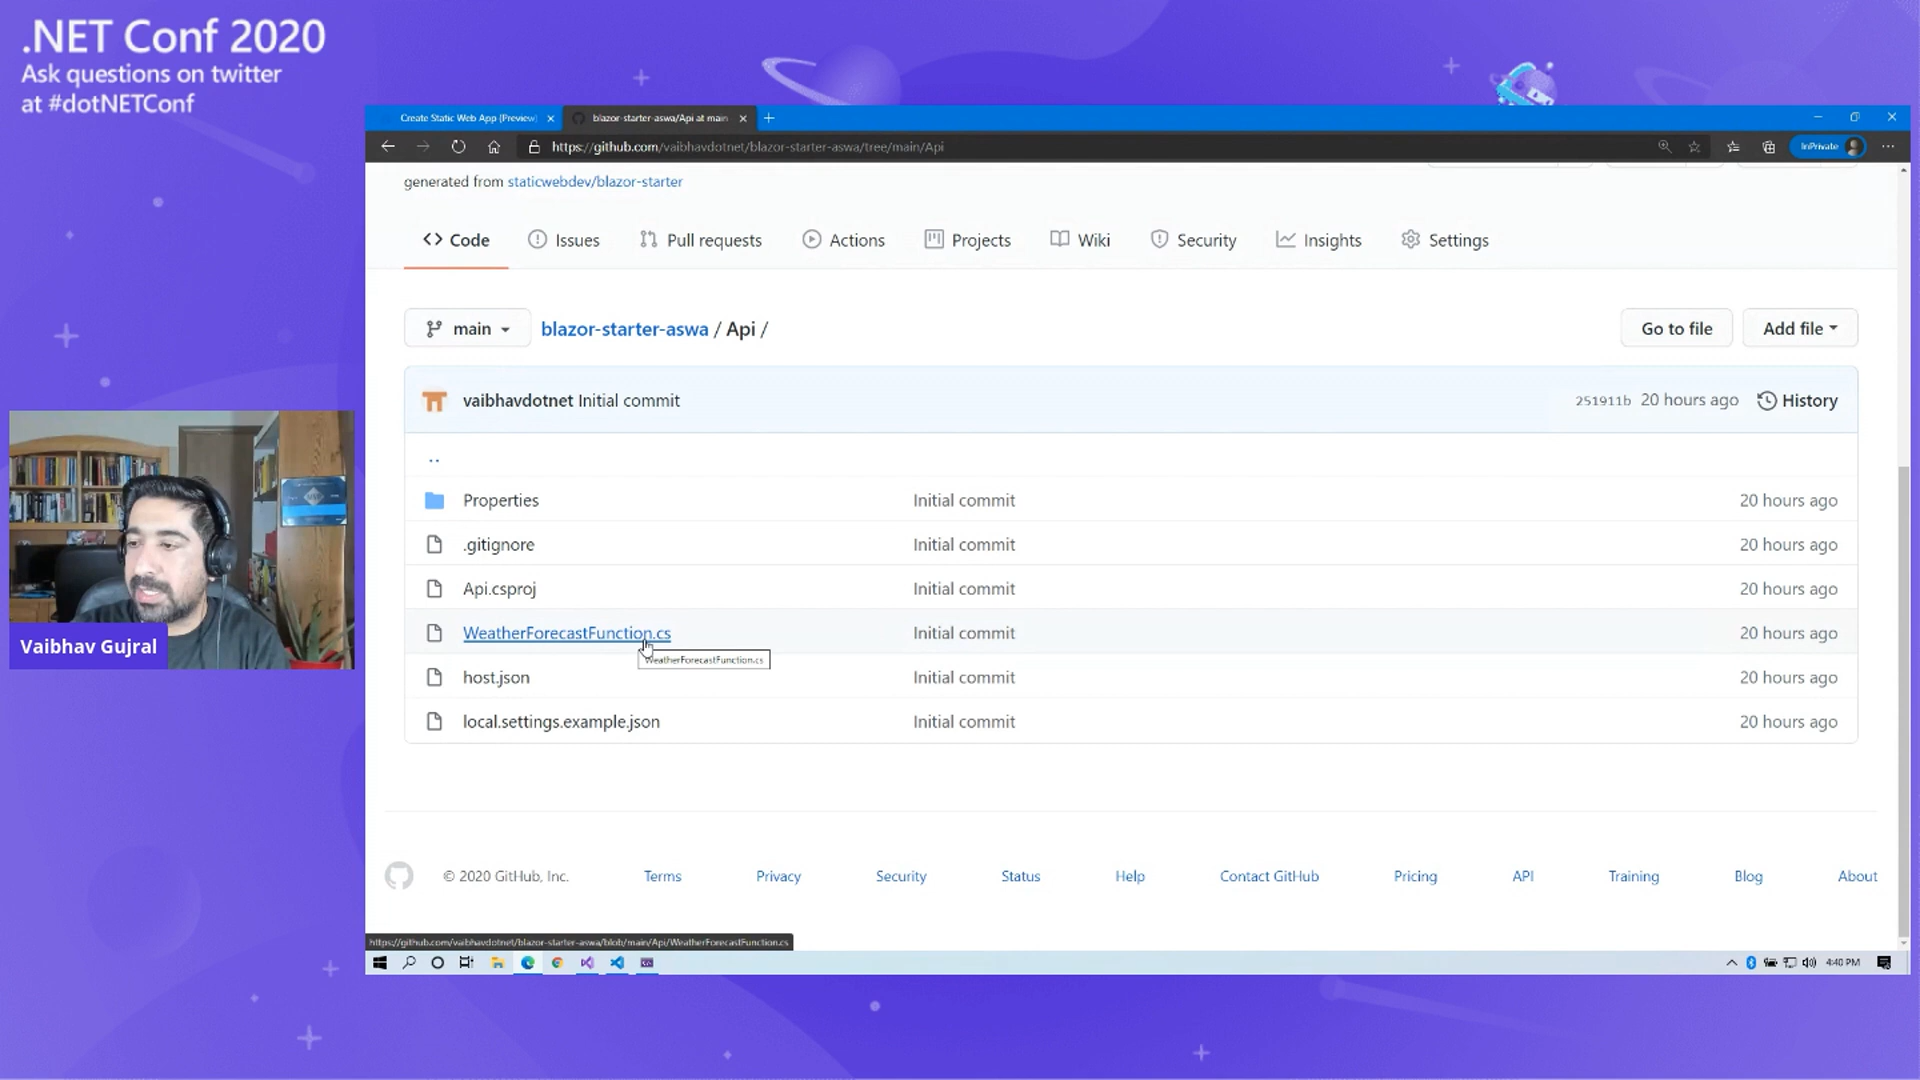 .NET Conf 2020
Ask questions on twitter
at #dotNETConf
Create Static Web App (Preview)
blazor-starter-aswa/Api at main
https://github.com/vaibhavdotnet/blazor-starter-aswa/tree/main/Api
InPrivate
generated from staticwebdev/blazor-starter
Code
Issues
Pull requests
Actions
Projects
Wiki
Security
Insights
Settings
main
blazor-starter-aswa / Api /
Go to file
Add file
vaibhavdotnet Initial commit
251911b 20 hours ago
History
..
Properties Initial commit 20 hours ago
.gitignore Initial commit 20 hours ago
Api.csproj Initial commit 20 hours ago
WeatherForecastFunction.cs Initial commit 20 hours ago
WeatherForecastFunction.cs
host.json Initial commit 20 hours ago
local.settings.example.json Initial commit 20 hours ago
Vaibhav Gujral
© 2020 GitHub, Inc.
Terms
Privacy
Security
Status
Help
Contact GitHub
Pricing
API
Training
Blog
About
https://github.com/vaibhavdotnet/blazor-starter-aswa/blob/main/Api/WeatherForecastFunction.cs
4:40 PM